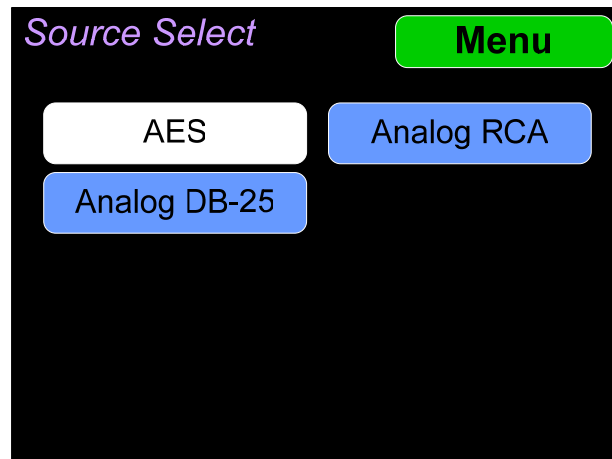 Source Select
Menu
AES
Analog RCA
Analog DB-25